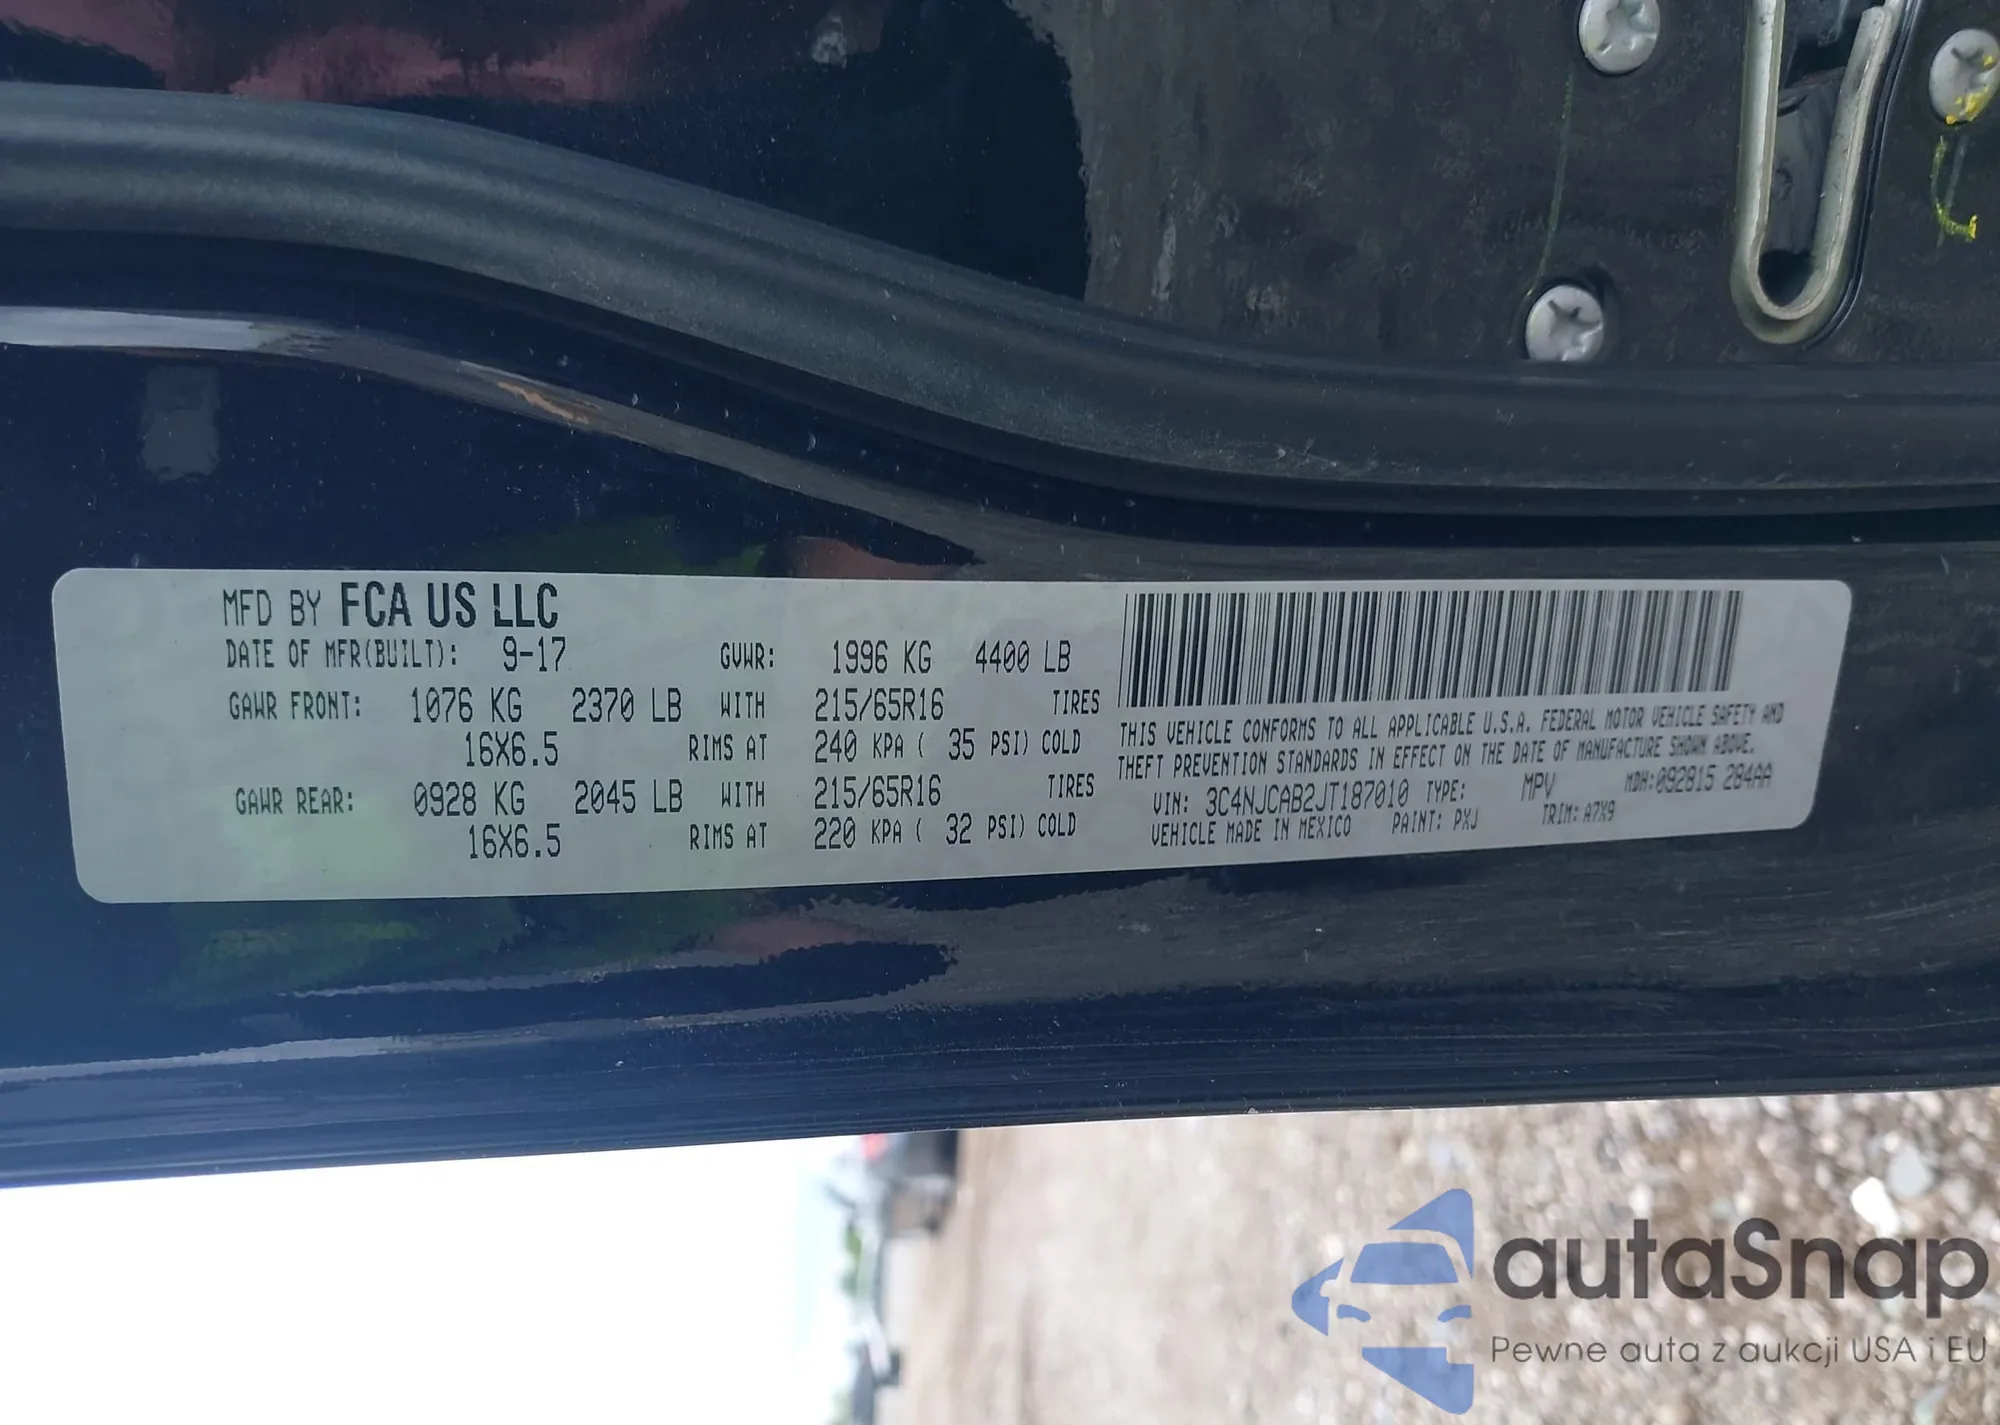 MFD BY FCA US LLC
DATE OF MFR(BUILT): 9-17 GVWR: 1996 KG 4400 LB
GAWR FRONT: 1076 KG 2370 LB WITH 215/65R16 TIRES
16X6.5 RIMS AT 240 KPA ( 35 PSI) COLD
GAWR REAR: 0928 KG 2045 LB WITH 215/65R16 TIRES
16X6.5 RIMS AT 220 KPA ( 32 PSI) COLD
THIS VEHICLE CONFORMS TO ALL APPLICABLE U.S.A. FEDERAL MOTOR VEHICLE SAFETY AND
THEFT PREVENTION STANDARDS IN EFFECT ON THE DATE OF MANUFACTURE SHOWN ABOVE.
VIN: 3C4NJCAB2JT187010 TYPE: MPV MDH:092815 284AA
VEHICLE MADE IN MEXICO PAINT: PXJ TRIM: A7X9
autaSnap
Pewne auta z aukcji USA i EU